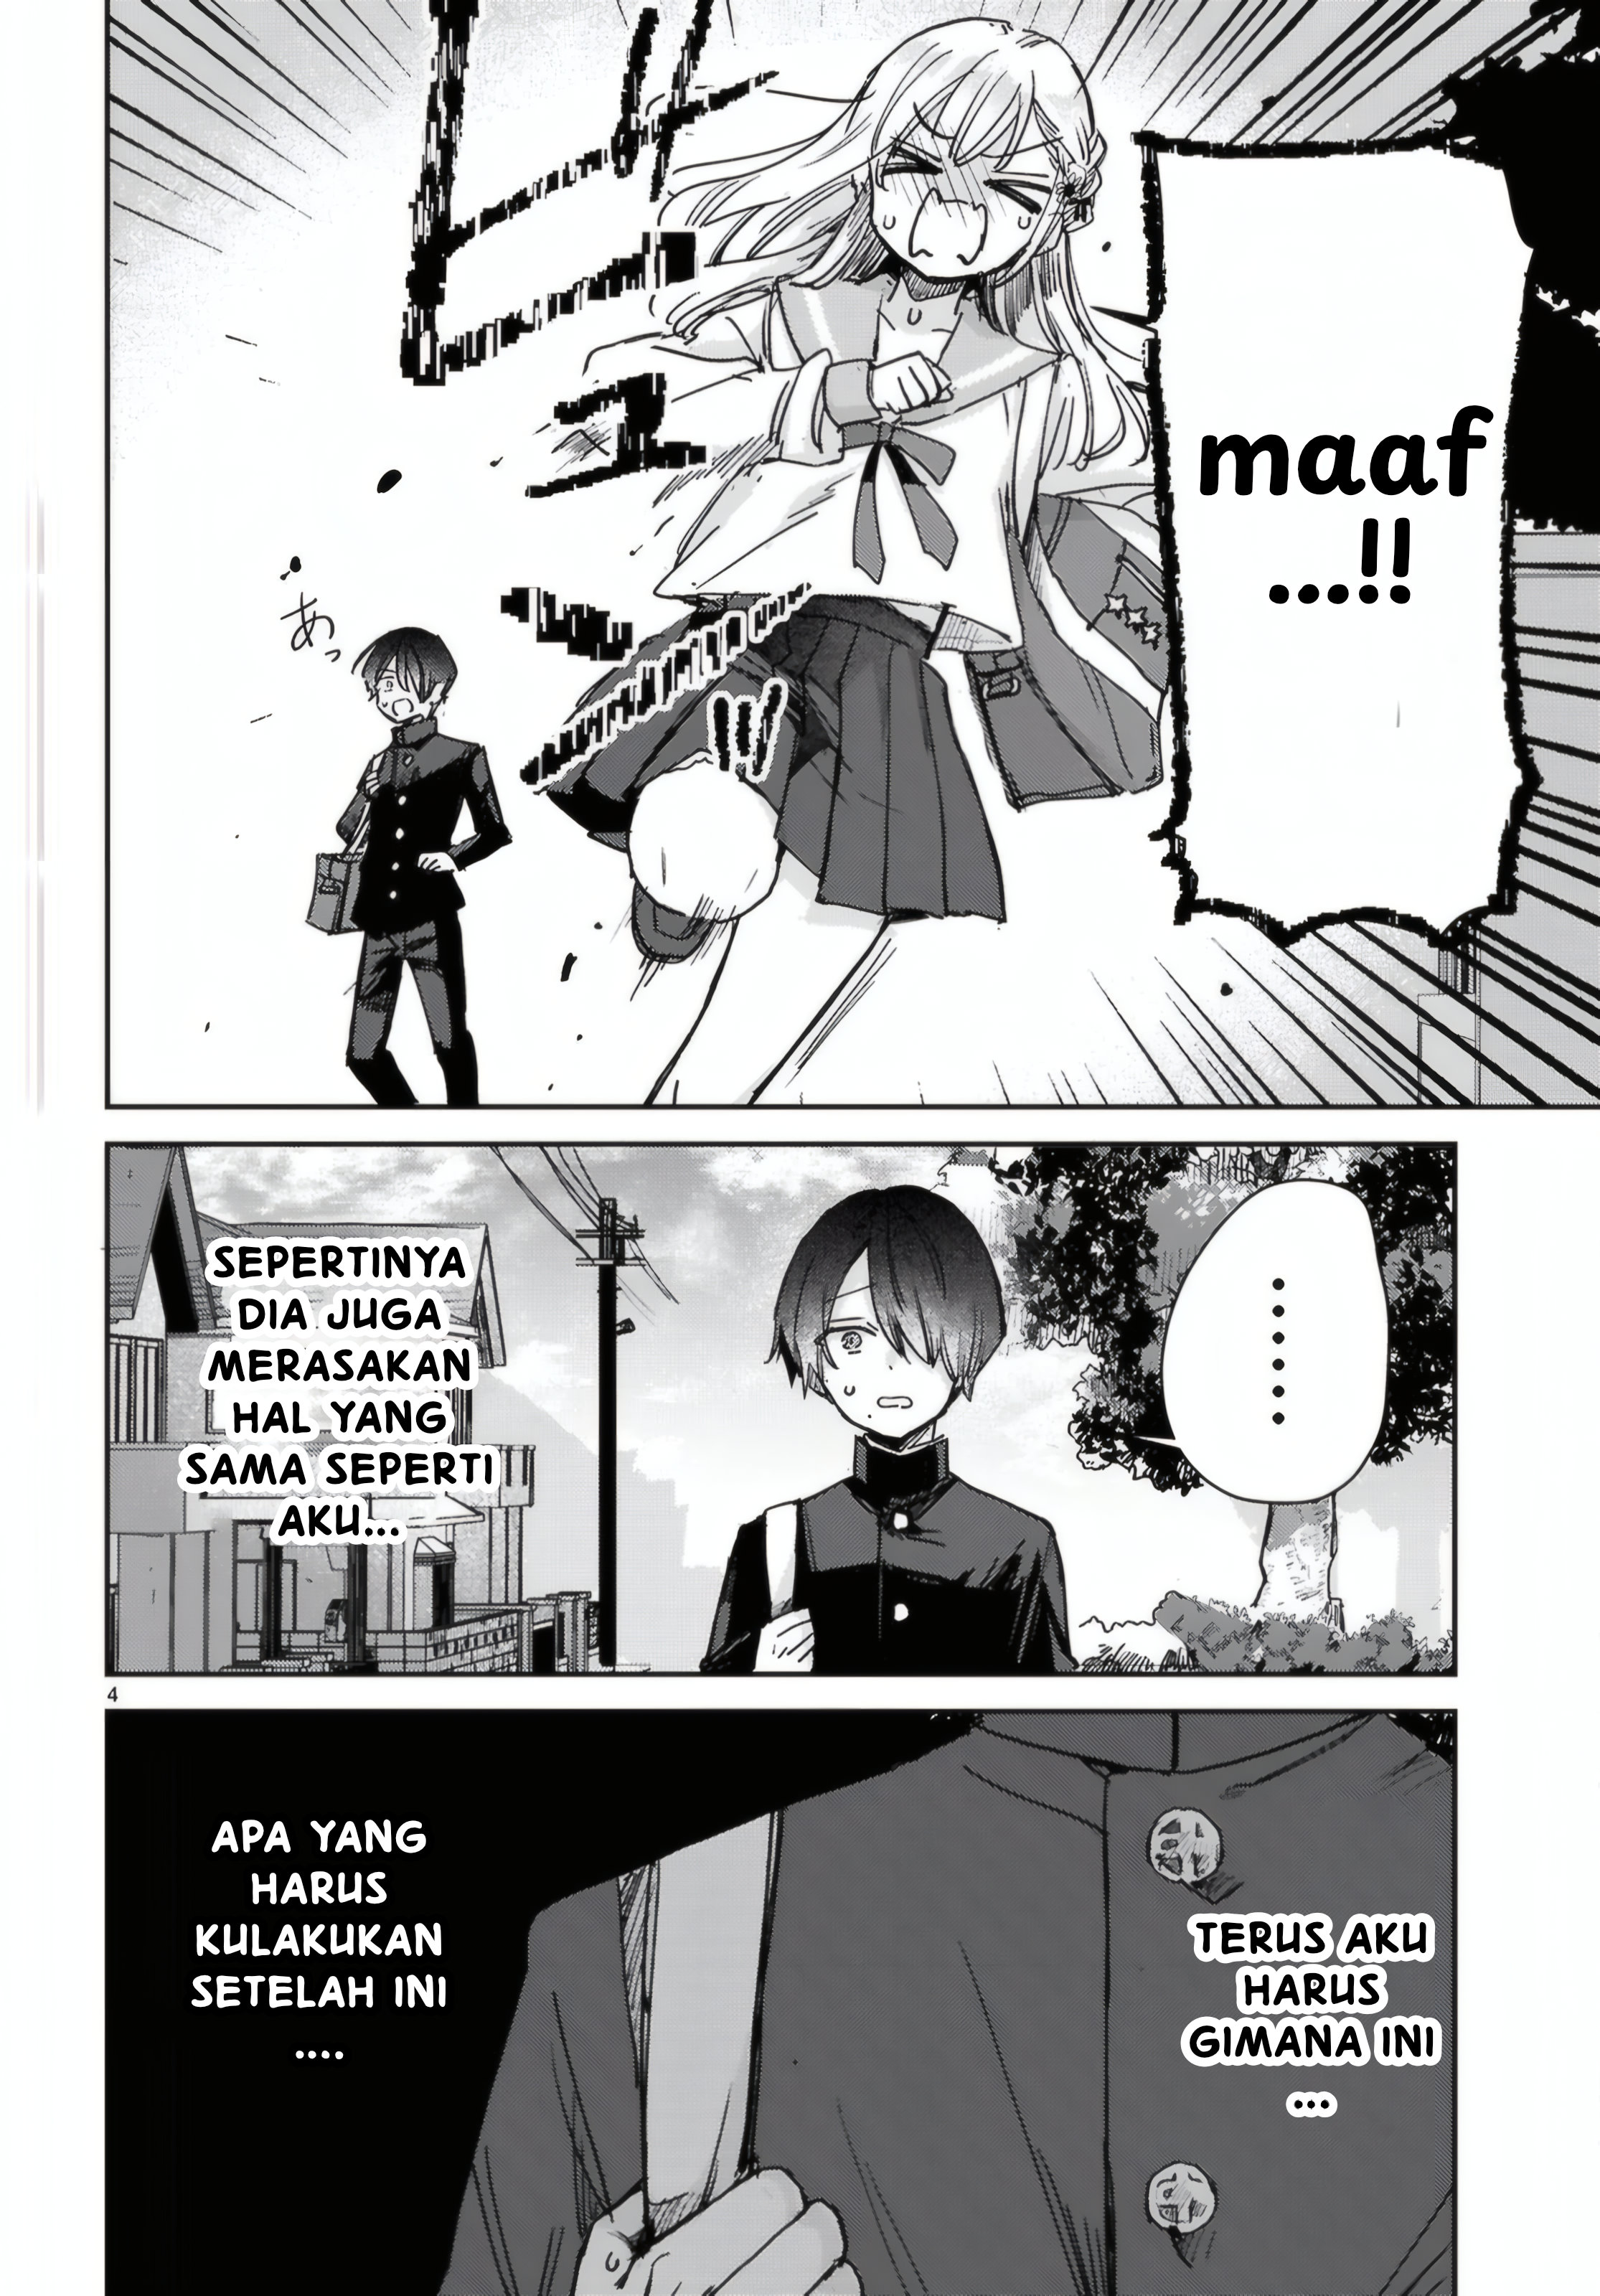 maaf
...!!
あっ
......
SEPERTINYA
DIA JUGA
MERASAKAN
HAL YANG
SAMA SEPERTI
AKU...
4
TERUS AKU
HARUS
GIMANA INI
...
APA YANG
HARUS
KULAKUKAN
SETELAH INI
....